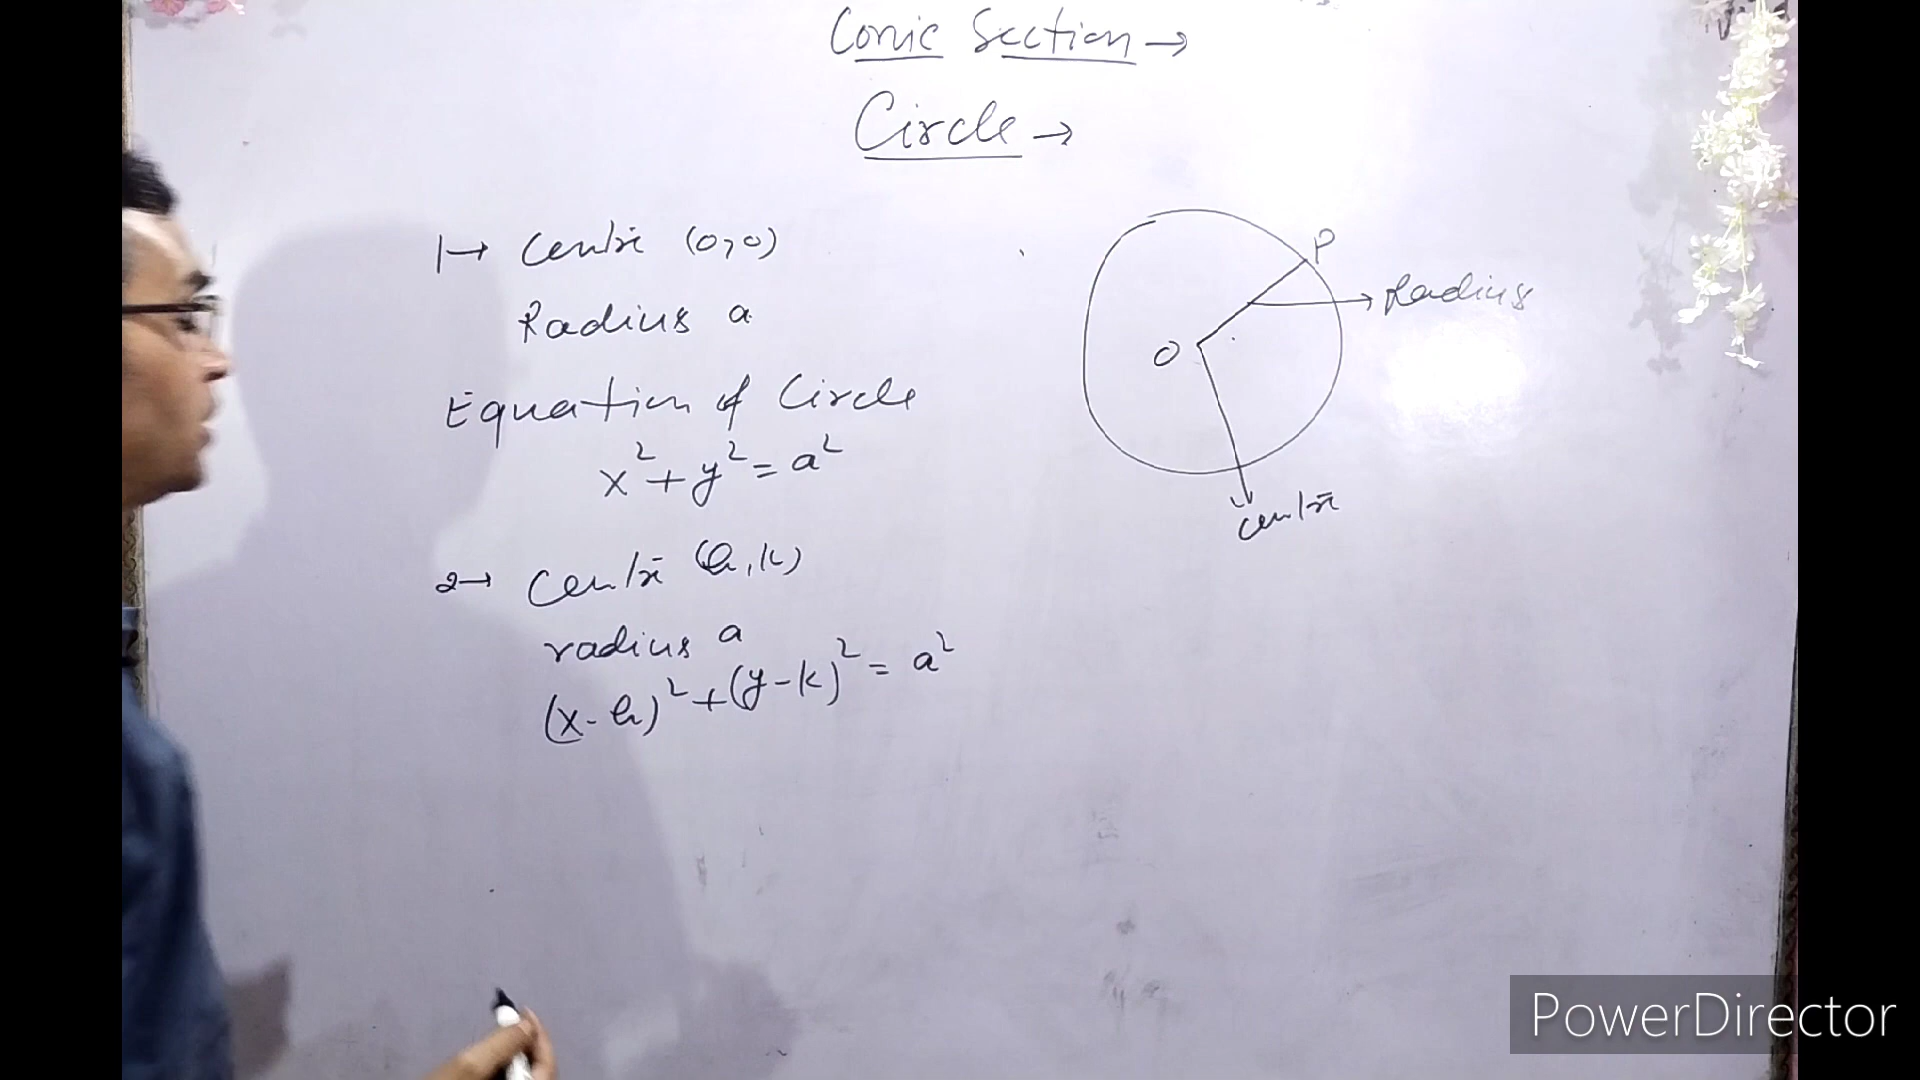 Conic Section →
Circle →
1→ Centre (0,0)
Radius a
Equation of Circle
x² + y² = a²
2→ Centre (h,k)
radius a
(x-h)² + (y-k)² = a²
P
Radius
O
Centre
PowerDirector